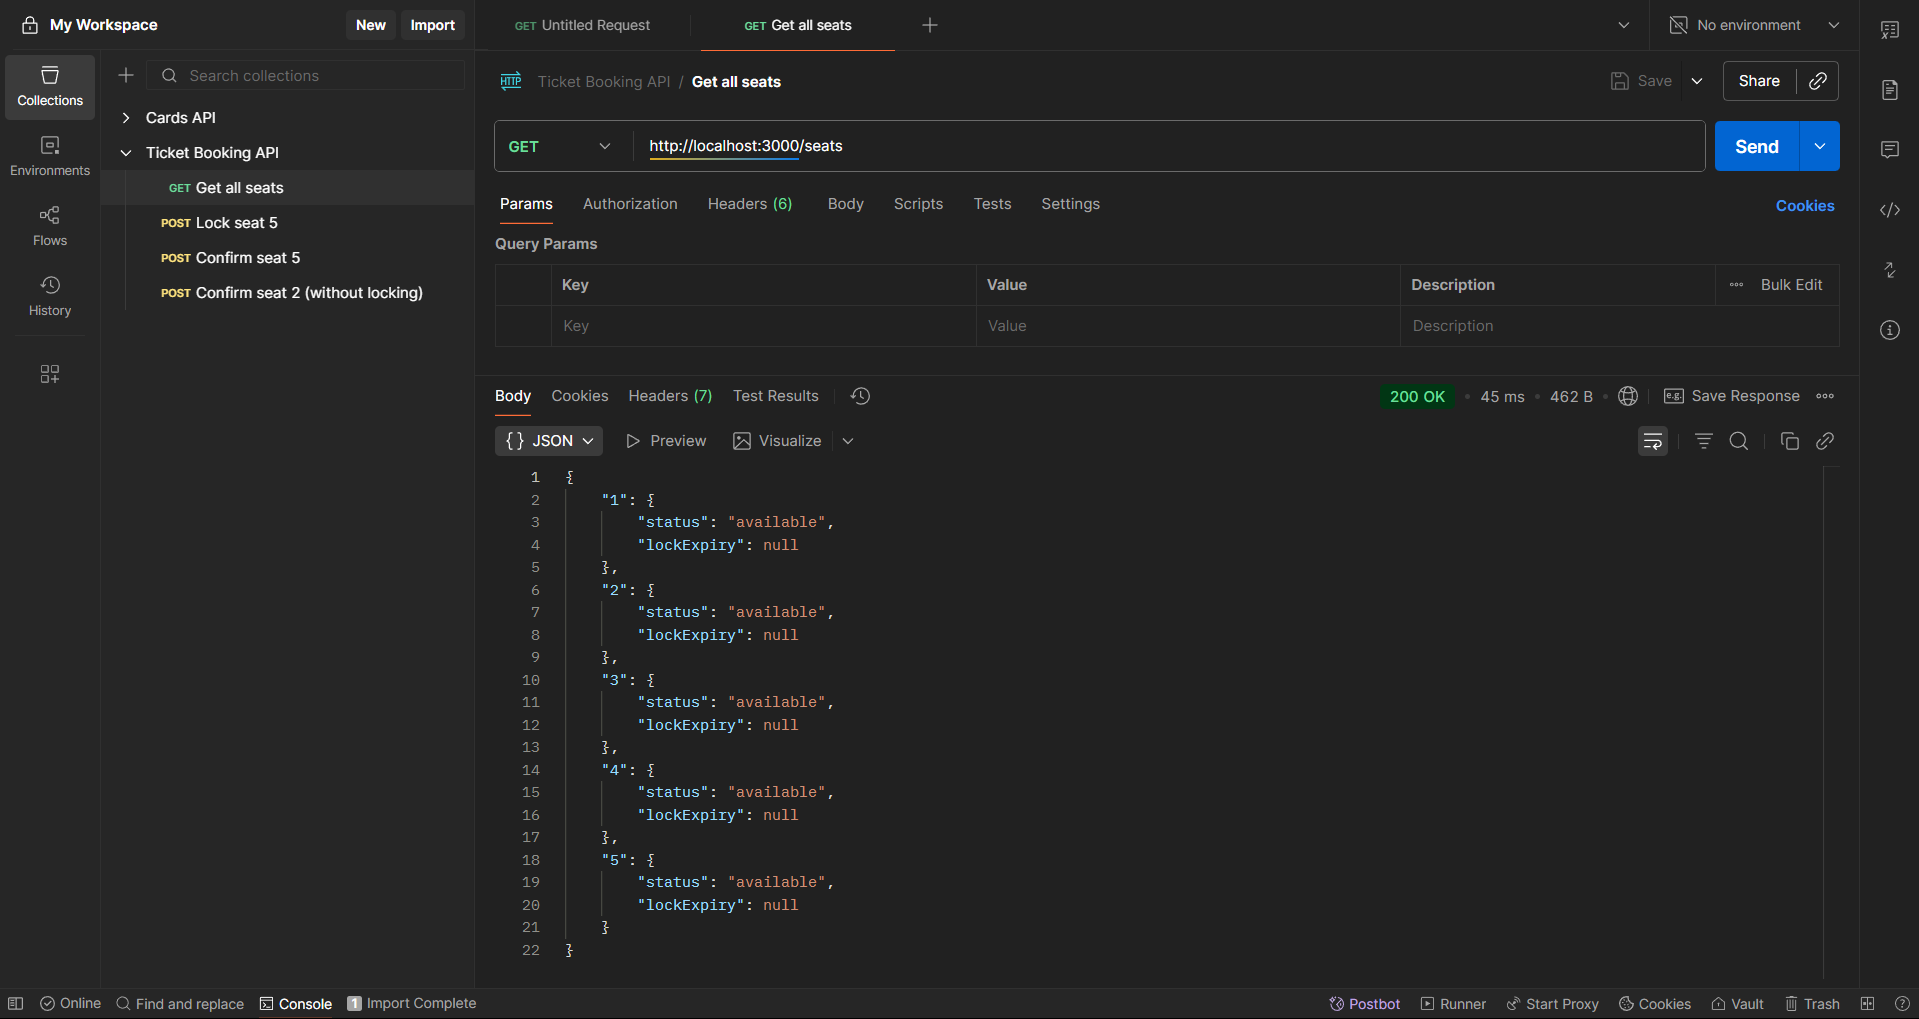 My Workspace
New
Import
GET Untitled Request
GET Get all seats
No environment
Collections
Environments
Flows
History
Search collections
Cards API
Ticket Booking API
GET Get all seats
POST Lock seat 5
POST Confirm seat 5
POST Confirm seat 2 (without locking)
HTTP Ticket Booking API / Get all seats
Save
Share
GET
http://localhost:3000/seats
Send
Params Authorization Headers (6) Body Scripts Tests Settings
Cookies
Query Params
Key Value Description Bulk Edit
Key Value Description
Body Cookies Headers (7) Test Results
200 OK 45 ms 462 B
e.g. Save Response
{} JSON Preview Visualize
1 {
2 "1": {
3 "status": "available",
4 "lockExpiry": null
5 },
6 "2": {
7 "status": "available",
8 "lockExpiry": null
9 },
10 "3": {
11 "status": "available",
12 "lockExpiry": null
13 },
14 "4": {
15 "status": "available",
16 "lockExpiry": null
17 },
18 "5": {
19 "status": "available",
20 "lockExpiry": null
21 }
22 }
Online Find and replace Console 1 Import Complete
Postbot Runner Start Proxy Cookies Vault Trash